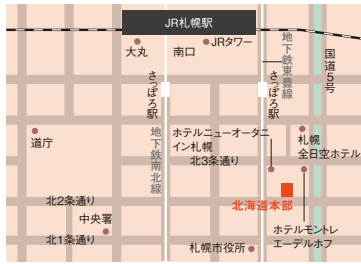 JR札幌駅
大丸
南口
JRタワー
地下鉄東豊線
国道5号
さっぽろ駅
さっぽろ駅
地下鉄南北線
道庁
ホテルニューオータニ
イン札幌
札幌
全日空ホテル
北3条通り
北2条通り
北海道本部
中央署
ホテルモントレ
エーデルホフ
北1条通り
札幌市役所